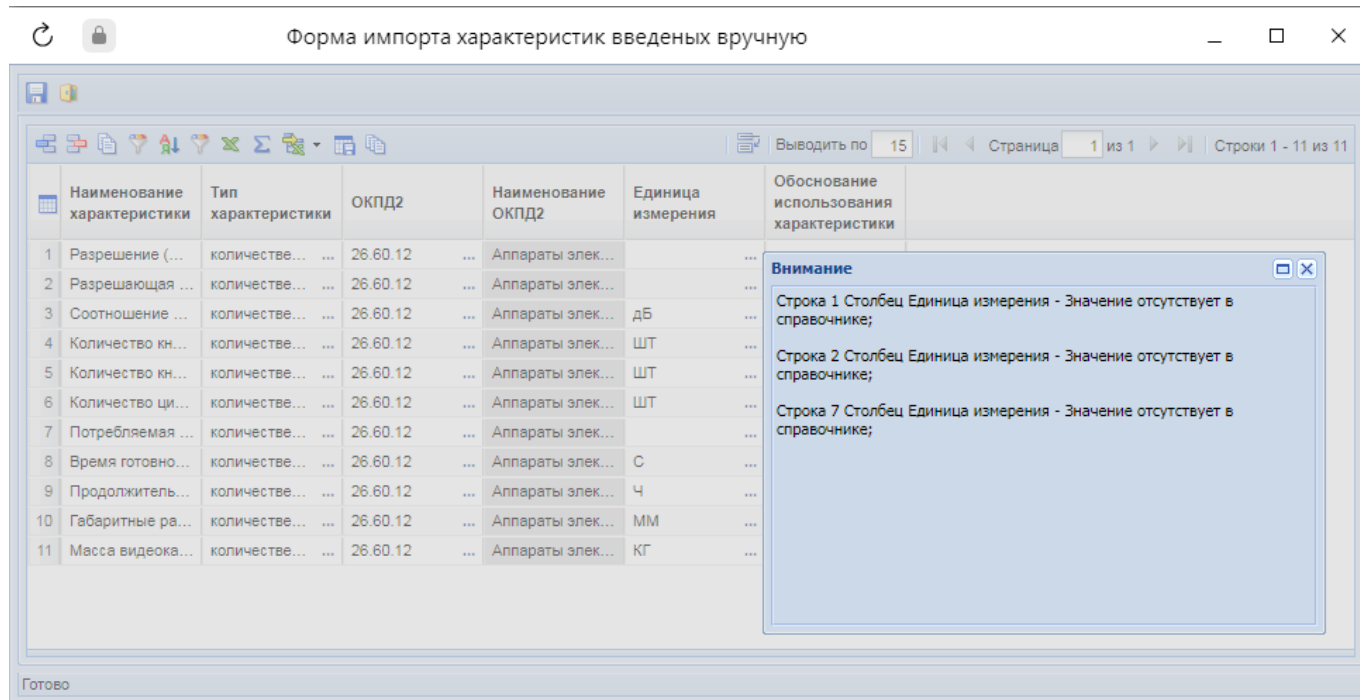 Форма импорта характеристик введеных вручную
Выводить по 15 Страница 1 из 1 Строки 1 - 11 из 11
Наименование характеристики Тип характеристики ОКПД2 Наименование ОКПД2 Единица измерения Обоснование использования характеристики
1 Разрешение (... количестве... ... 26.60.12 ... Аппараты элек... ...
2 Разрешающая ... количестве... ... 26.60.12 ... Аппараты элек... ...
3 Соотношение ... количестве... ... 26.60.12 ... Аппараты элек... дБ ...
4 Количество кн... количестве... ... 26.60.12 ... Аппараты элек... ШТ ...
5 Количество кн... количестве... ... 26.60.12 ... Аппараты элек... ШТ ...
6 Количество ци... количестве... ... 26.60.12 ... Аппараты элек... ШТ ...
7 Потребляемая ... количестве... ... 26.60.12 ... Аппараты элек... ...
8 Время готовно... количестве... ... 26.60.12 ... Аппараты элек... С ...
9 Продолжитель... количестве... ... 26.60.12 ... Аппараты элек... Ч ...
10 Габаритные ра... количестве... ... 26.60.12 ... Аппараты элек... ММ ...
11 Масса видеока... количестве... ... 26.60.12 ... Аппараты элек... КГ ...
Внимание
Строка 1 Столбец Единица измерения - Значение отсутствует в
справочнике;
Строка 2 Столбец Единица измерения - Значение отсутствует в
справочнике;
Строка 7 Столбец Единица измерения - Значение отсутствует в
справочнике;
Готово